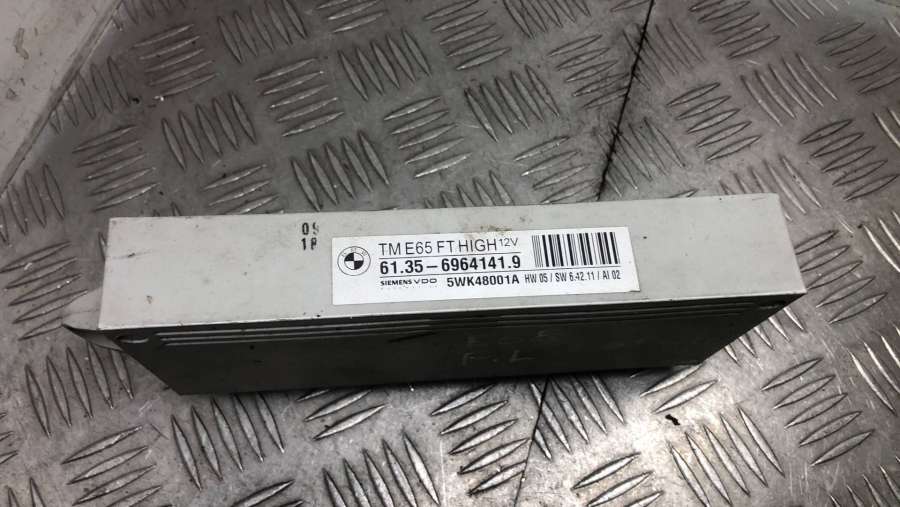 09
18
TM E65 FT HIGH 12V
61.35-6964141.9
SIEMENS VDO 5WK48001A HW 05 / SW 6.42.11 / AI 02
F.L